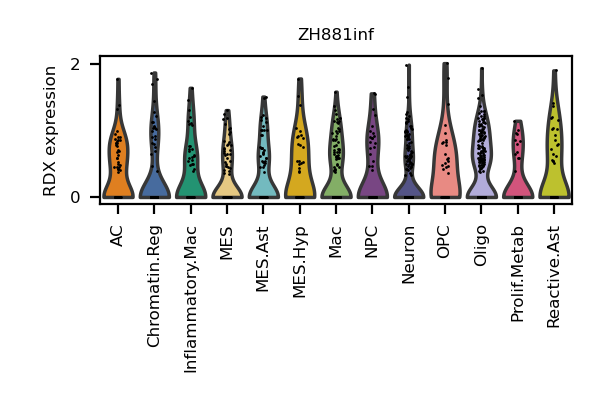 ZH881inf
RDX expression
2
0
AC
Chromatin.Reg
Inflammatory.Mac
MES
MES.Ast
MES.Hyp
Mac
NPC
Neuron
OPC
Oligo
Prolif.Metab
Reactive.Ast